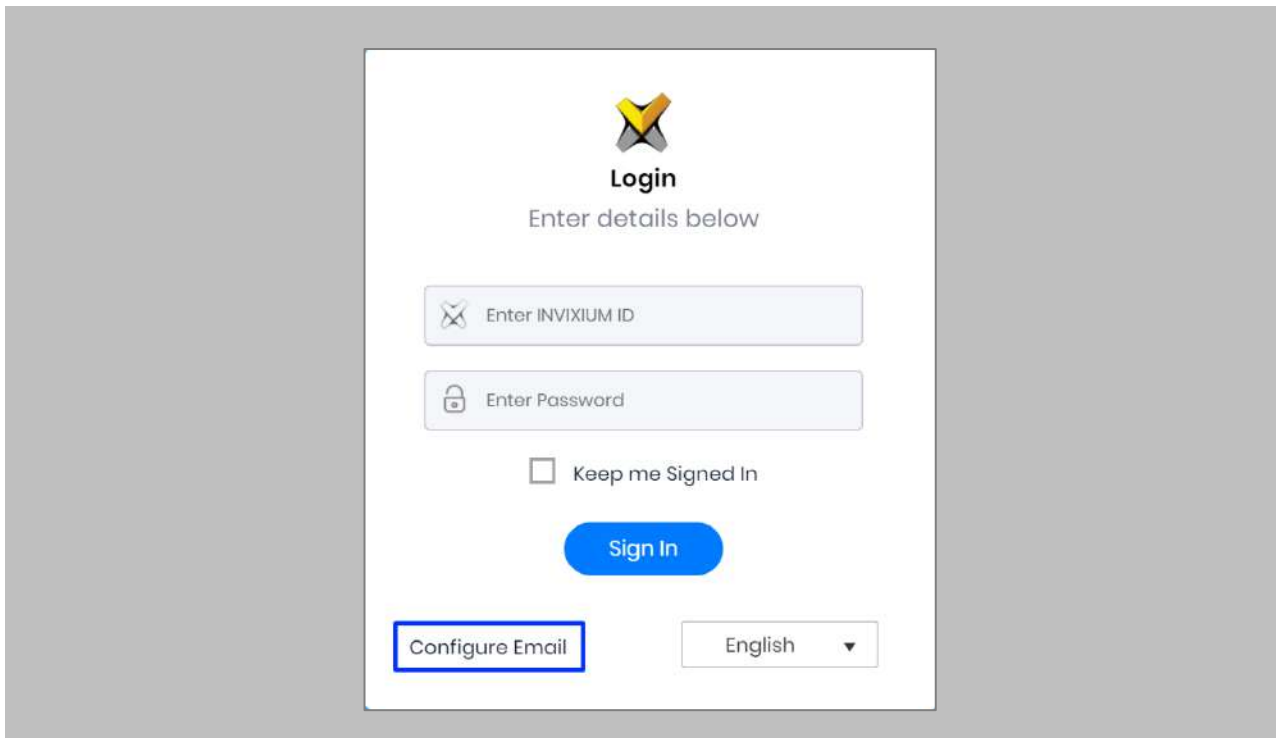 Login
Enter details below
Enter INVIXIUM ID
Enter Password
Keep me Signed In
Sign In
Configure Email
English